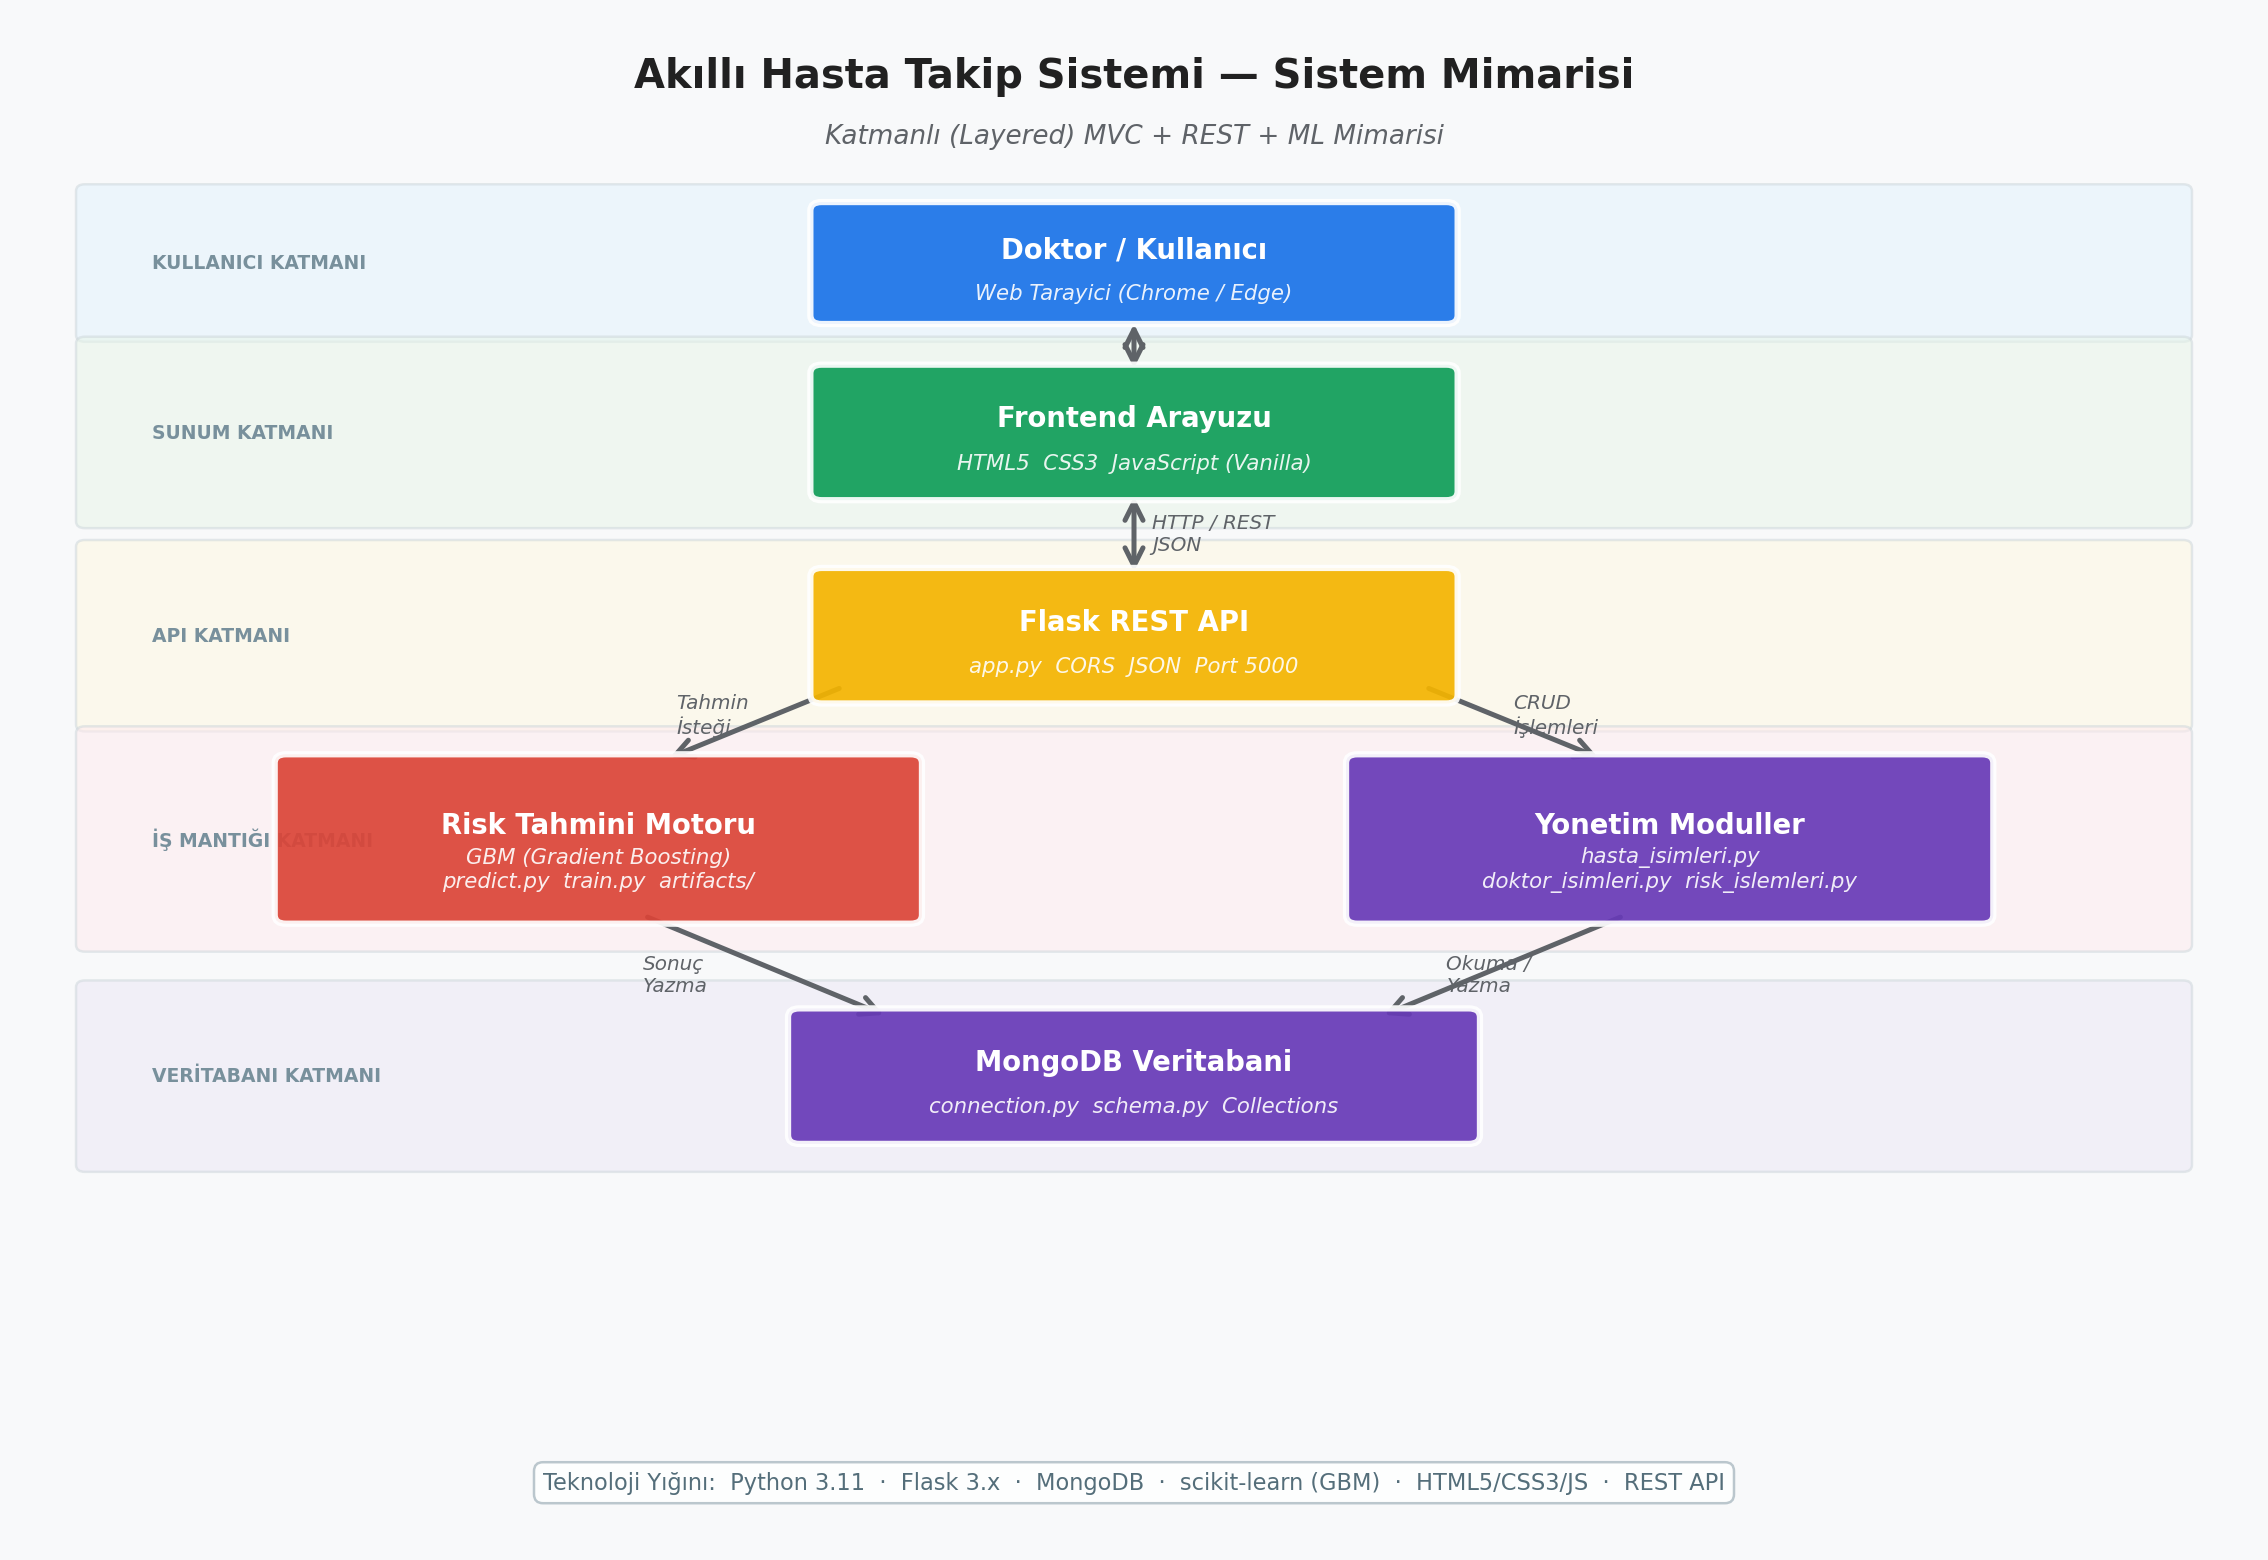 Akıllı Hasta Takip Sistemi — Sistem Mimarisi
Katmanlı (Layered) MVC + REST + ML Mimarisi
KULLANICI KATMANI
Doktor / Kullanıcı
Web Tarayici (Chrome / Edge)
SUNUM KATMANI
Frontend Arayuzu
HTML5  CSS3  JavaScript (Vanilla)
HTTP / REST
JSON
API KATMANI
Flask REST API
app.py  CORS  JSON  Port 5000
Tahmin
İsteği
CRUD
İşlemleri
İŞ MANTIĞI KATMANI
Risk Tahmini Motoru
GBM (Gradient Boosting)
predict.py  train.py  artifacts/
Yonetim Moduller
hasta_isimleri.py
doktor_isimleri.py  risk_islemleri.py
Sonuç
Yazma
Okuma /
Yazma
VERİTABANI KATMANI
MongoDB Veritabani
connection.py  schema.py  Collections
Teknoloji Yığını:  Python 3.11  ·  Flask 3.x  ·  MongoDB  ·  scikit-learn (GBM)  ·  HTML5/CSS3/JS  ·  REST API